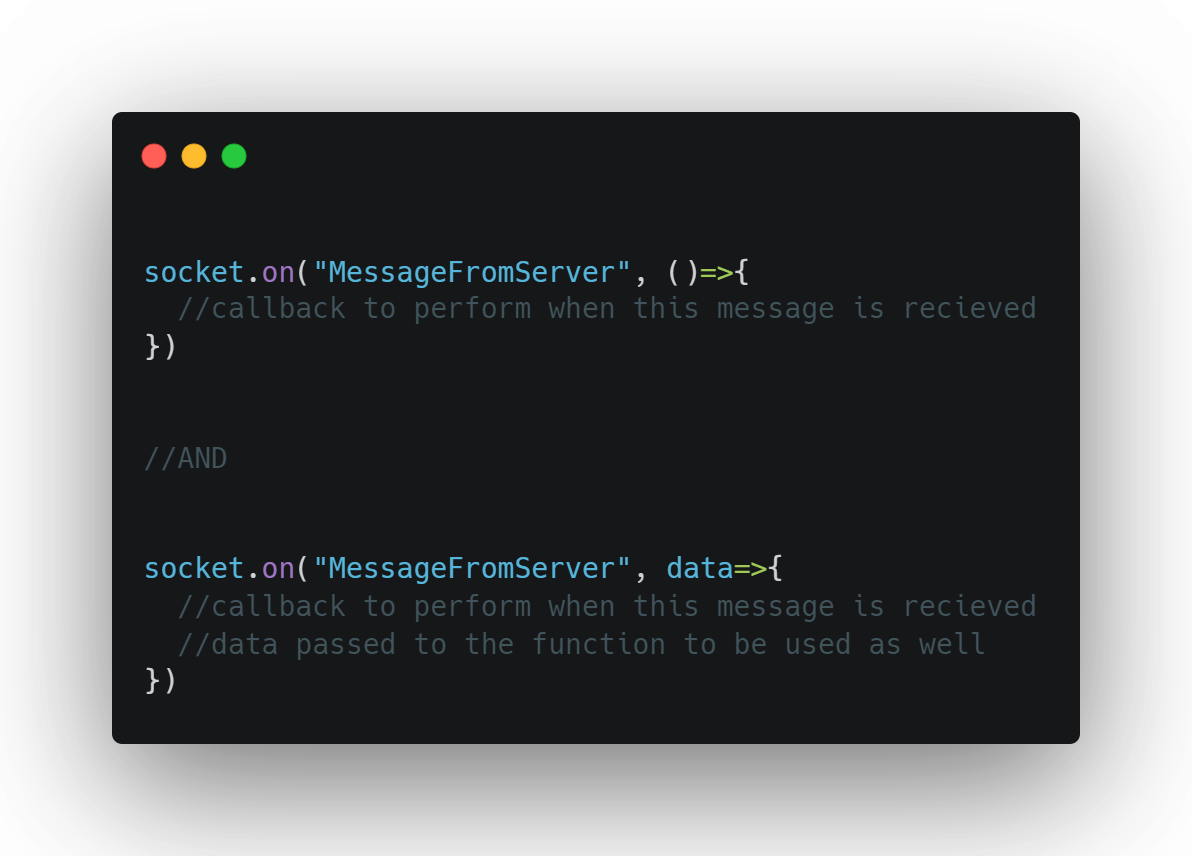 socket.on("MessageFromServer", ()=>{
  //callback to perform when this message is recieved
})
//AND
socket.on("MessageFromServer", data=>{
  //callback to perform when this message is recieved
  //data passed to the function to be used as well
})